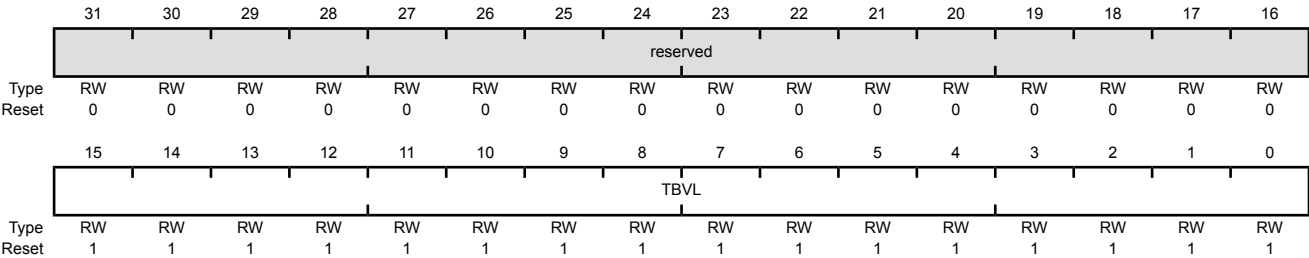 31 30 29 28 27 26 25 24 23 22 21 20 19 18 17 16
reserved
Type RW RW RW RW RW RW RW RW RW RW RW RW RW RW RW RW
Reset 0 0 0 0 0 0 0 0 0 0 0 0 0 0 0 0
15 14 13 12 11 10 9 8 7 6 5 4 3 2 1 0
TBVL
Type RW RW RW RW RW RW RW RW RW RW RW RW RW RW RW RW
Reset 1 1 1 1 1 1 1 1 1 1 1 1 1 1 1 1